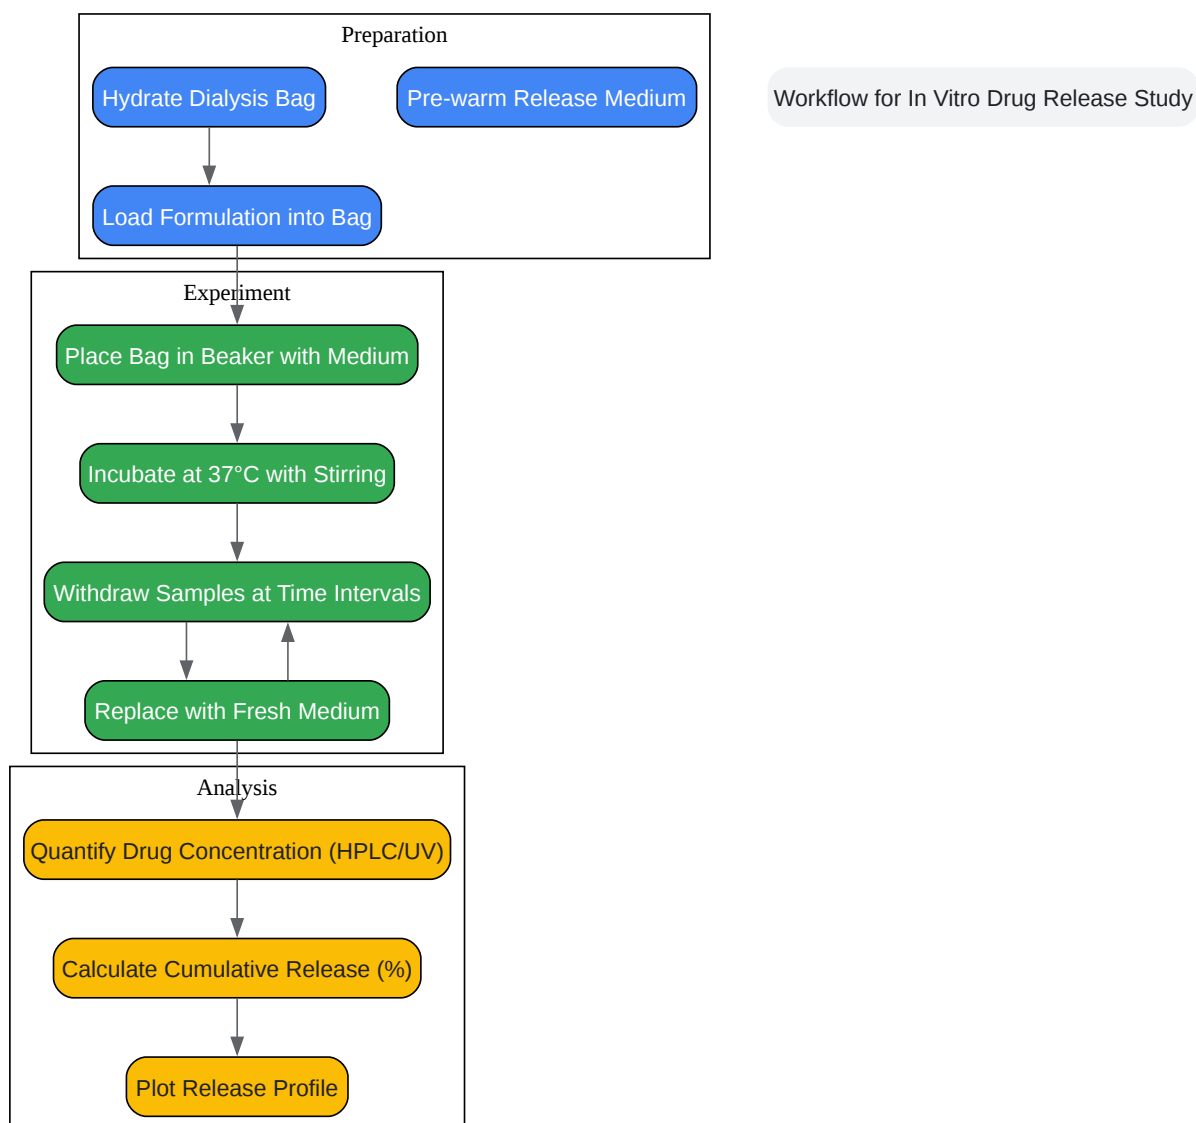 Preparation
Hydrate Dialysis Bag
Pre-warm Release Medium
Workflow for In Vitro Drug Release Study
Load Formulation into Bag
Experiment
Place Bag in Beaker with Medium
Incubate at 37°C with Stirring
Withdraw Samples at Time Intervals
Replace with Fresh Medium
Analysis
Quantify Drug Concentration (HPLC/UV)
Calculate Cumulative Release (%)
Plot Release Profile